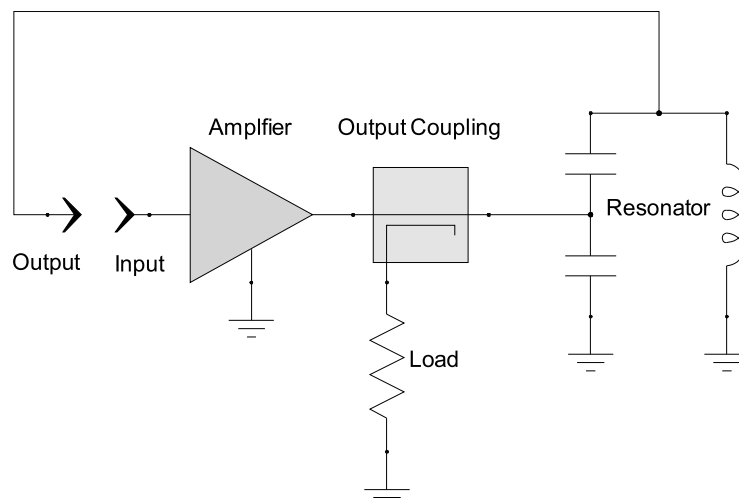 Amplfier
Output Coupling
Resonator
Output
Input
Load